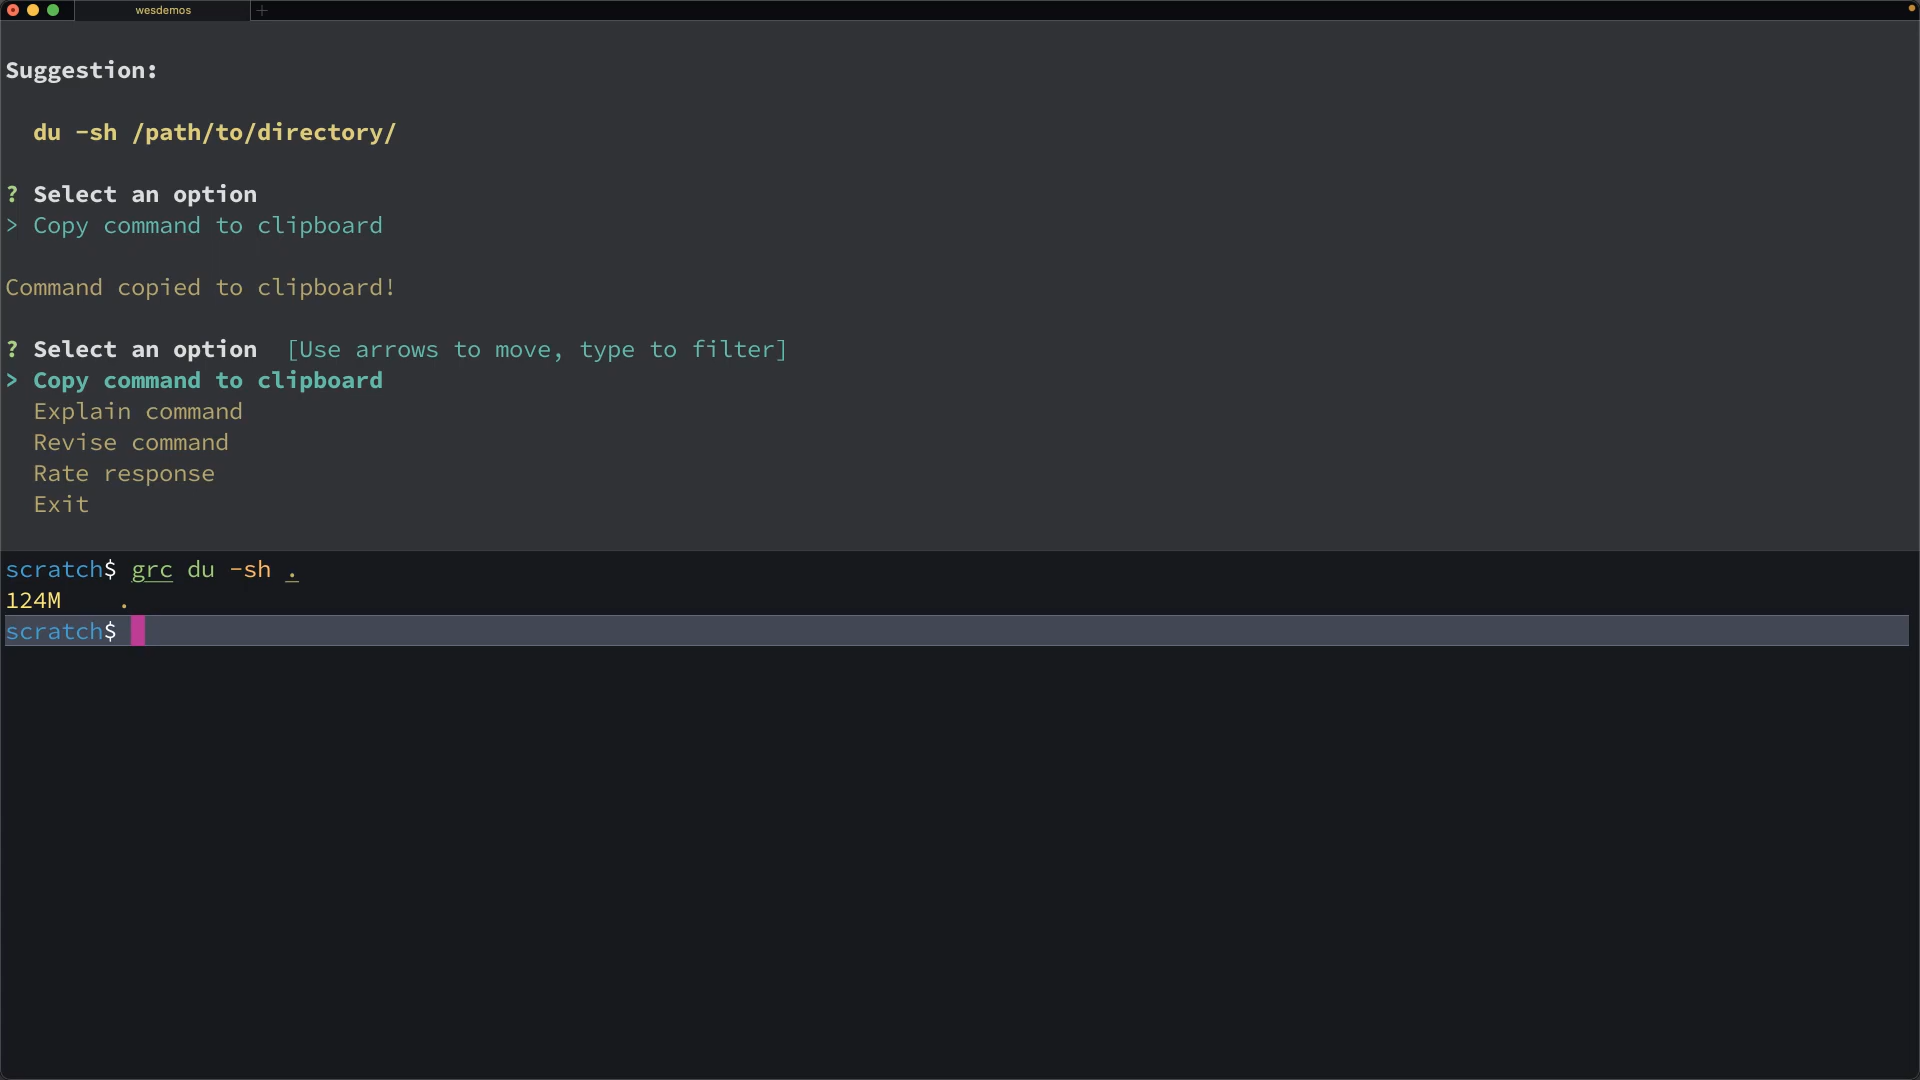 wesdemos +
Suggestion:
du -sh /path/to/directory/
? Select an option
> Copy command to clipboard
Command copied to clipboard!
? Select an option  [Use arrows to move, type to filter]
> Copy command to clipboard
Explain command
Revise command
Rate response
Exit
scratch$ grc du -sh .
124M    .
scratch$